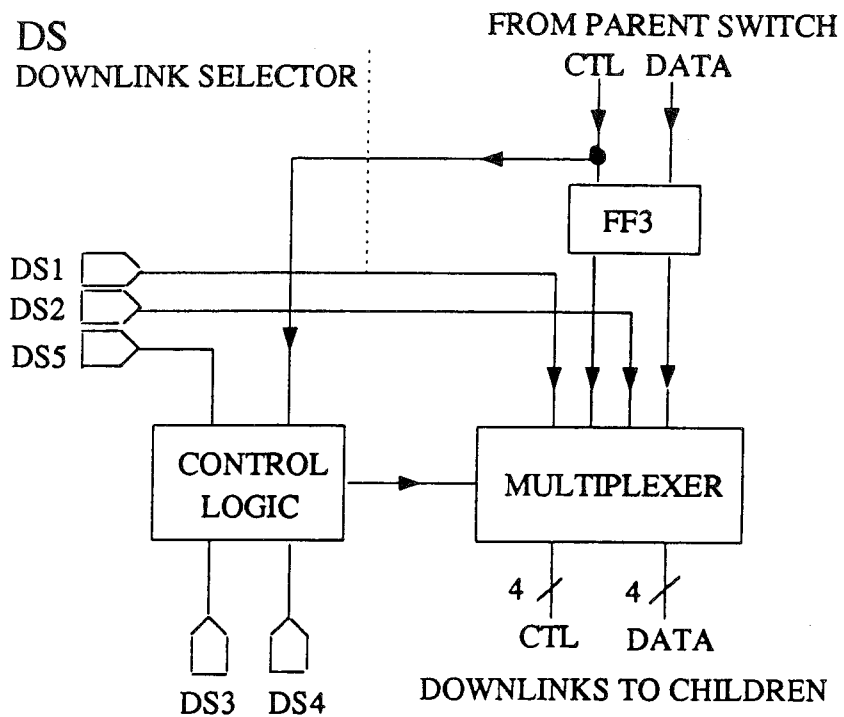 DS
DOWNLINK SELECTOR
FROM PARENT SWITCH
CTL DATA
FF3
DS1
DS2
DS5
CONTROL
LOGIC
MULTIPLEXER
4 4
CTL DATA
DS3 DS4
DOWNLINKS TO CHILDREN